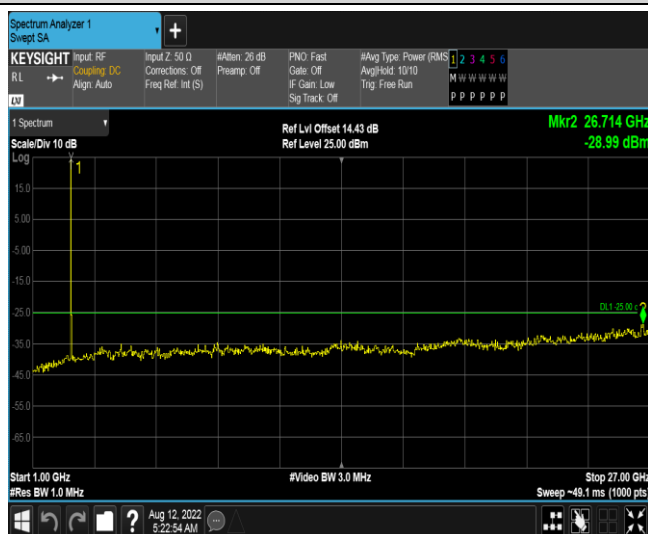 Spectrum Analyzer 1
Swept SA
+
KEYSIGHT
RL
LXI
Input: RF
Coupling: DC
Align: Auto
Input Z: 50 Ω
Corrections: Off
Freq Ref: Int (S)
#Atten: 26 dB
Preamp: Off
PNO: Fast
Gate: Off
IF Gain: Low
Sig Track: Off
#Avg Type: Power (RMS
Avg|Hold: 10/10
Trig: Free Run
1 2 3 4 5 6
M W W W W W
P P P P P P
1 Spectrum
Scale/Div 10 dB
Ref Lvl Offset 14.43 dB
Ref Level 25.00 dBm
Mkr2 26.714 GHz
-28.99 dBm
Log
1
15.0
5.00
-5.00
-15.0
-25.0
-35.0
-45.0
-55.0
-65.0
DL1 -25.00
2
Start 1.00 GHz
#Res BW 1.0 MHz
#Video BW 3.0 MHz
Stop 27.00 GHz
Sweep ~49.1 ms (1000 pts)
?
Aug 12, 2022
5:22:54 AM